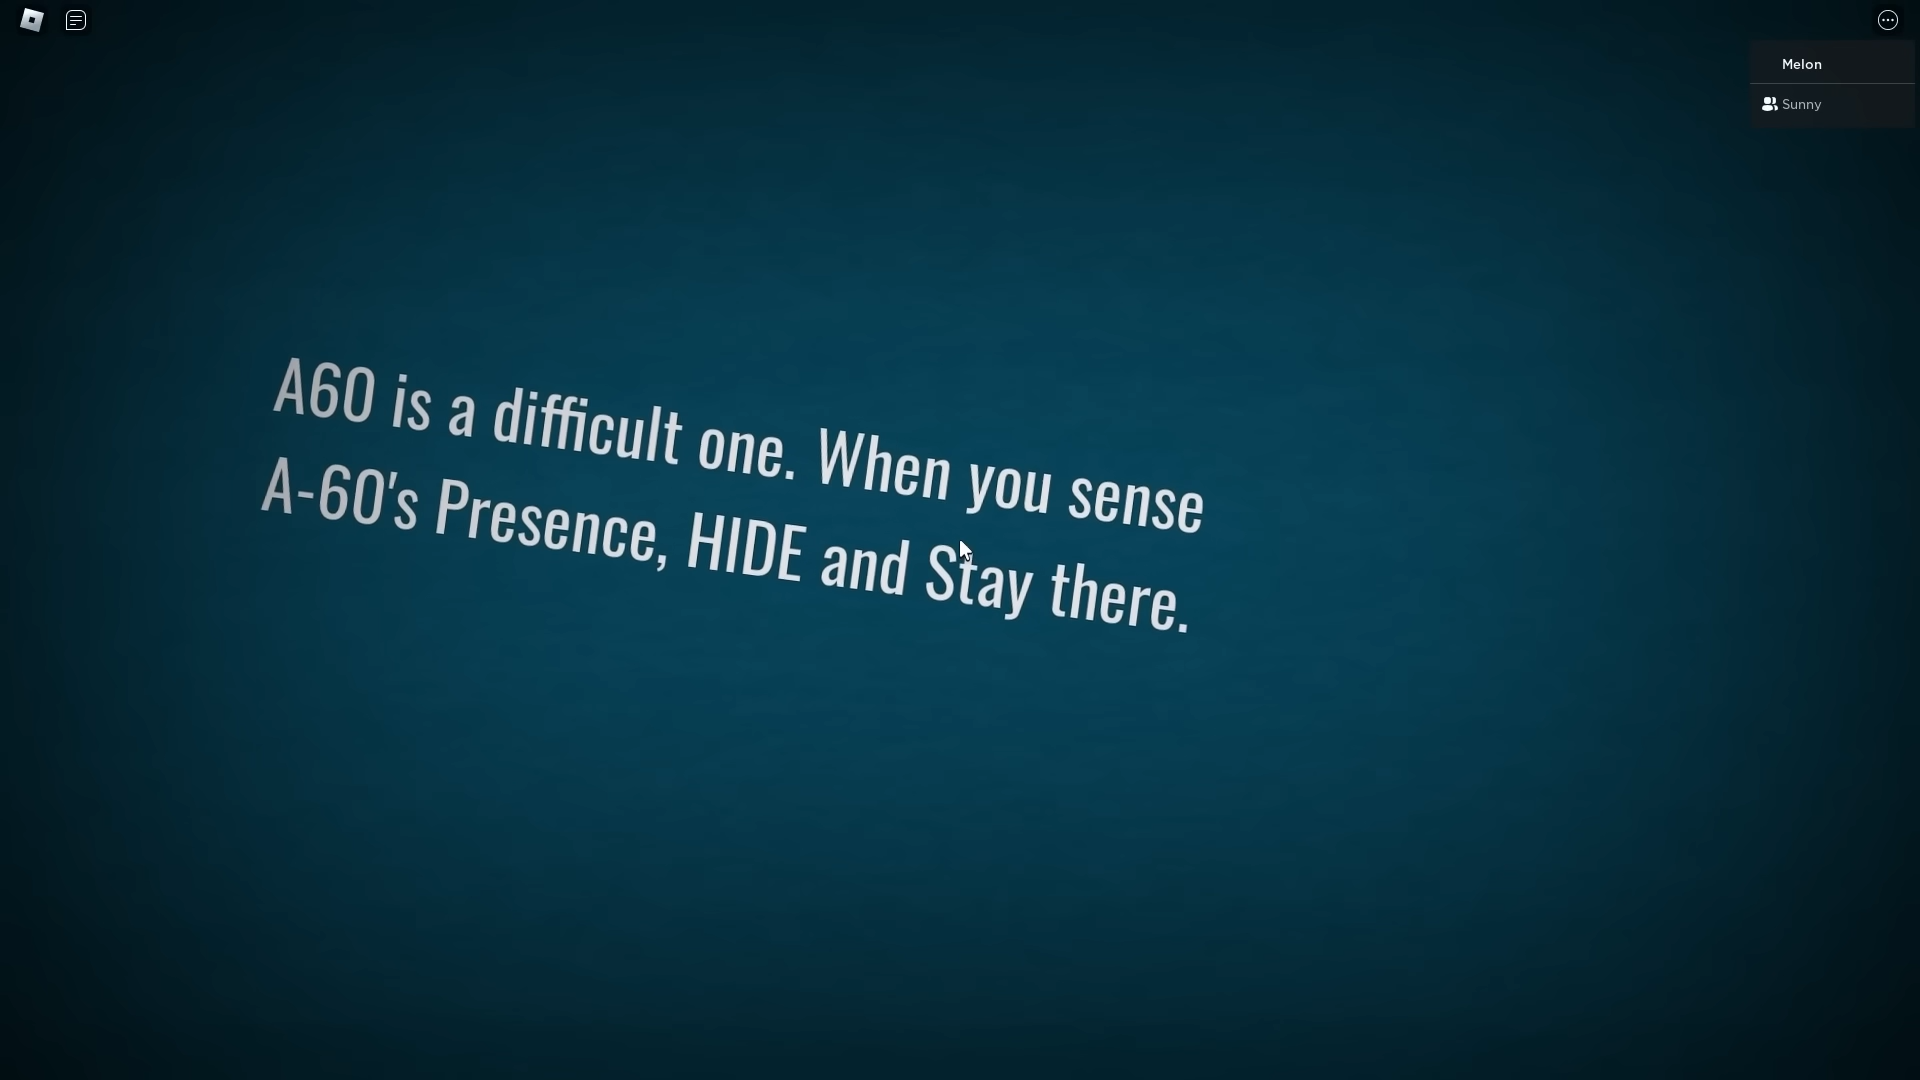 Melon
Sunny
A60 is a difficult one. When you sense
A-60's Presence, HIDE and Stay there.